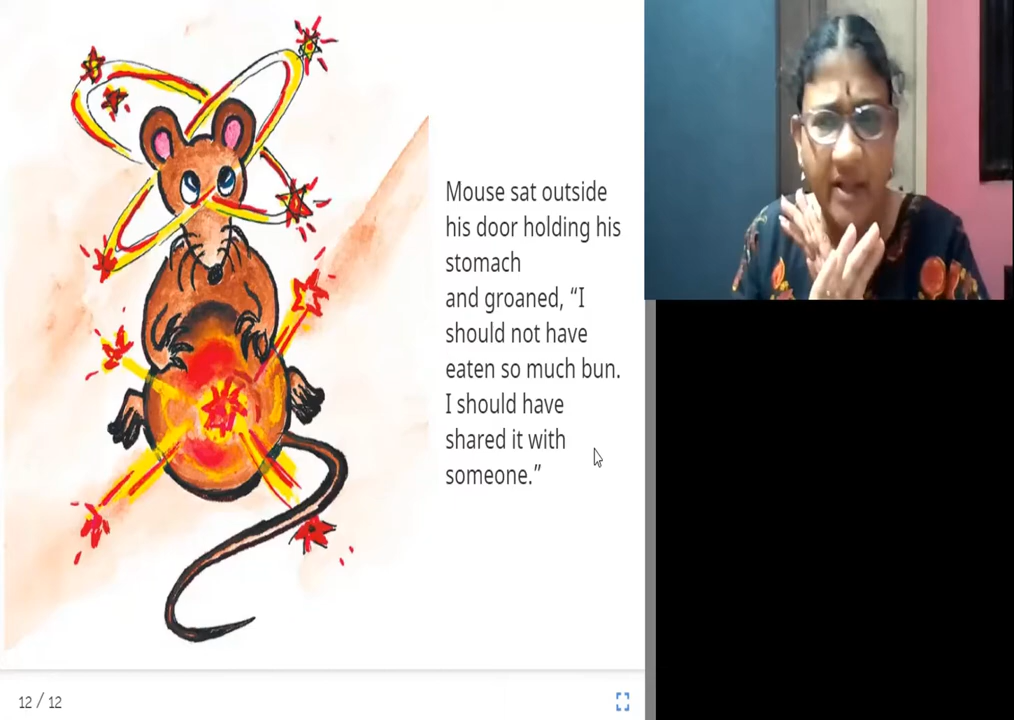 Mouse sat outside
his door holding his
stomach
and groaned, “I
should not have
eaten so much bun.
I should have
shared it with
someone.”
12 / 12